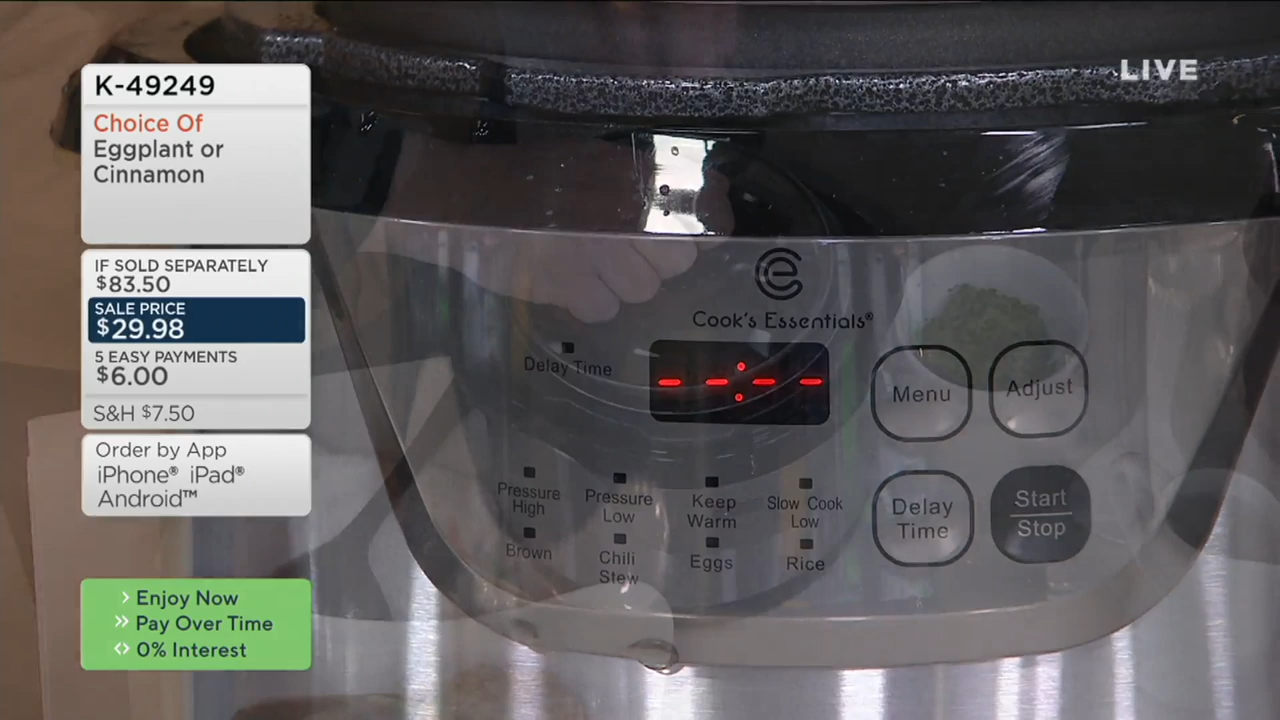 K-49249
Choice Of
Eggplant or
Cinnamon
IF SOLD SEPARATELY
$83.50
SALE PRICE
$29.98
5 EASY PAYMENTS
$6.00
S&H $7.50
Order by App
iPhone® iPad®
Android™
> Enjoy Now
» Pay Over Time
<> 0% Interest
LIVE
Cook's Essentials®
Delay Time
--:--
Menu
Adjust
Pressure High
Pressure Low
Keep Warm
Slow Cook Low
Brown
Chili Stew
Eggs
Rice
Delay Time
Start
Stop